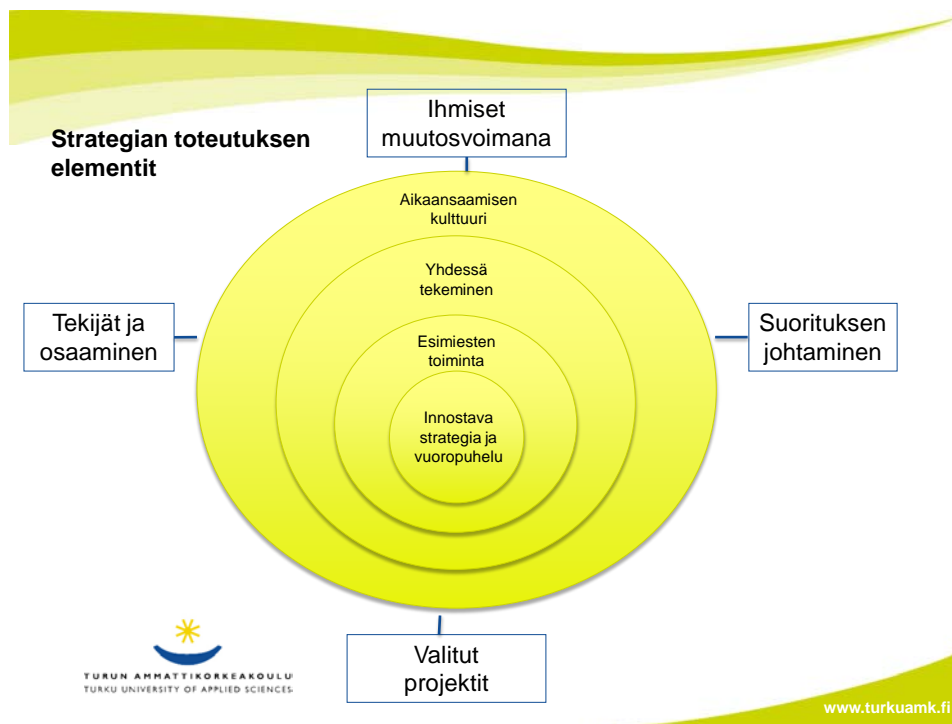 Strategian toteutuksen
elementit
Ihmiset
muutosvoimana
Aikaansaamisen
kulttuuri
Yhdessä
tekeminen
Tekijät ja
osaaminen
Esimiesten
toiminta
Suorituksen
johtaminen
Innostava
strategia ja
vuoropuhelu
Valitut
projektit
TURUN AMMATTIKORKEAKOULU
TURKU UNIVERSITY OF APPLIED SCIENCES
www.turkuamk.fi